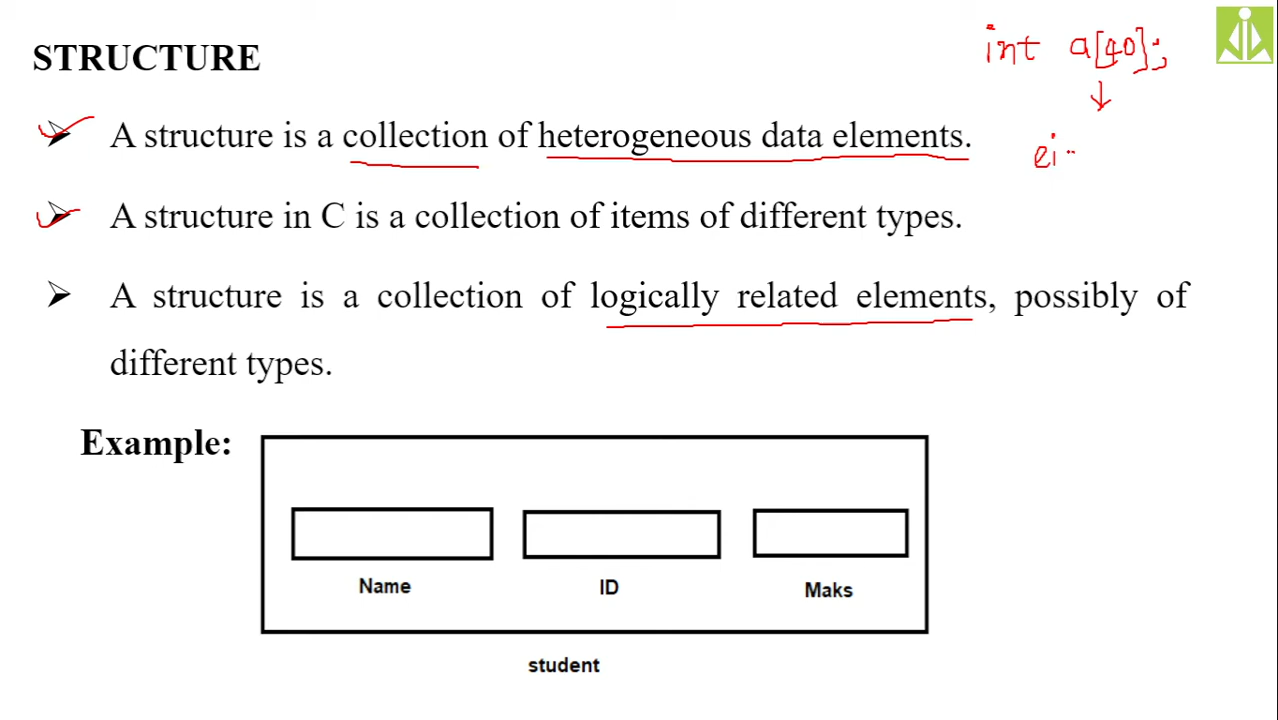 STRUCTURE
int a[40];
A structure is a collection of heterogeneous data elements.
ei
A structure in C is a collection of items of different types.
A structure is a collection of logically related elements, possibly of
different types.
Example:
Name ID Maks
student